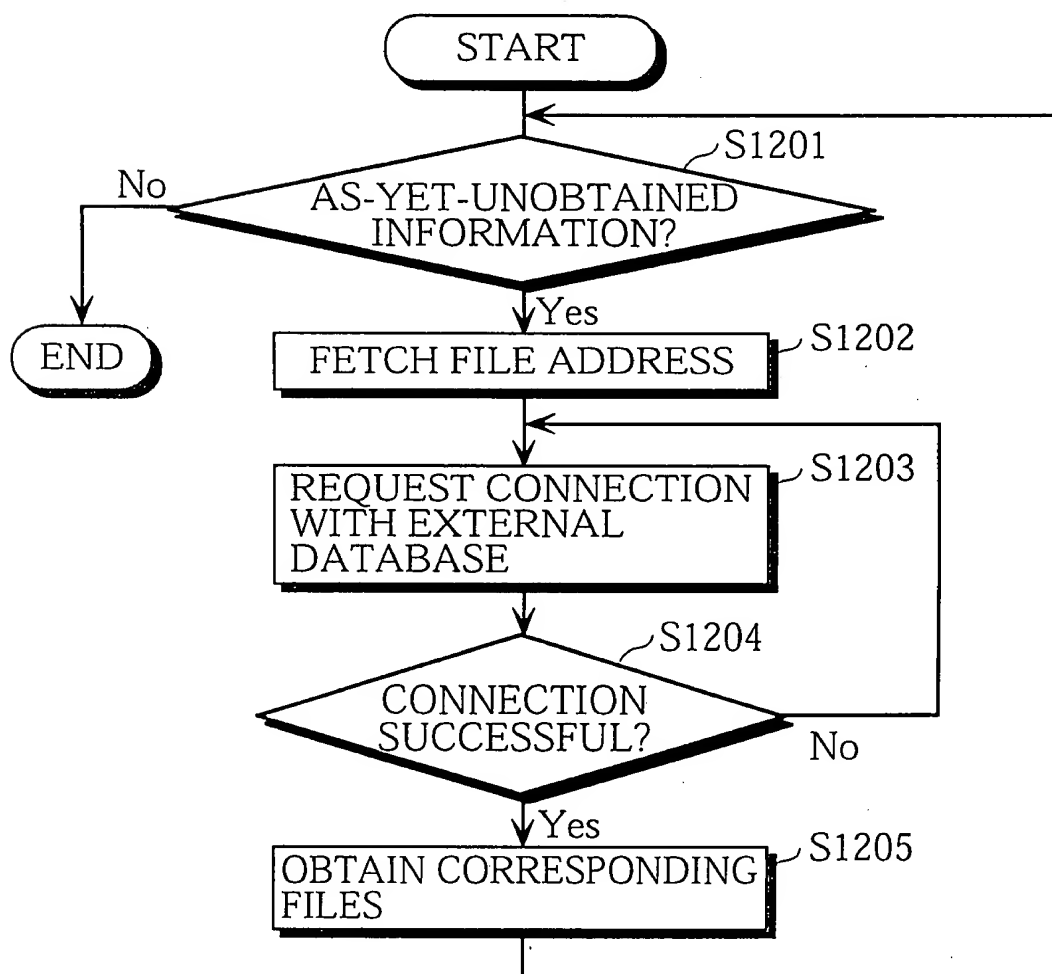 START
S1201
No
AS-YET-UNOBTAINED
INFORMATION?
Yes
END
S1202
FETCH FILE ADDRESS
S1203
REQUEST CONNECTION
WITH EXTERNAL
DATABASE
S1204
CONNECTION
SUCCESSFUL?
No
Yes
S1205
OBTAIN CORRESPONDING
FILES